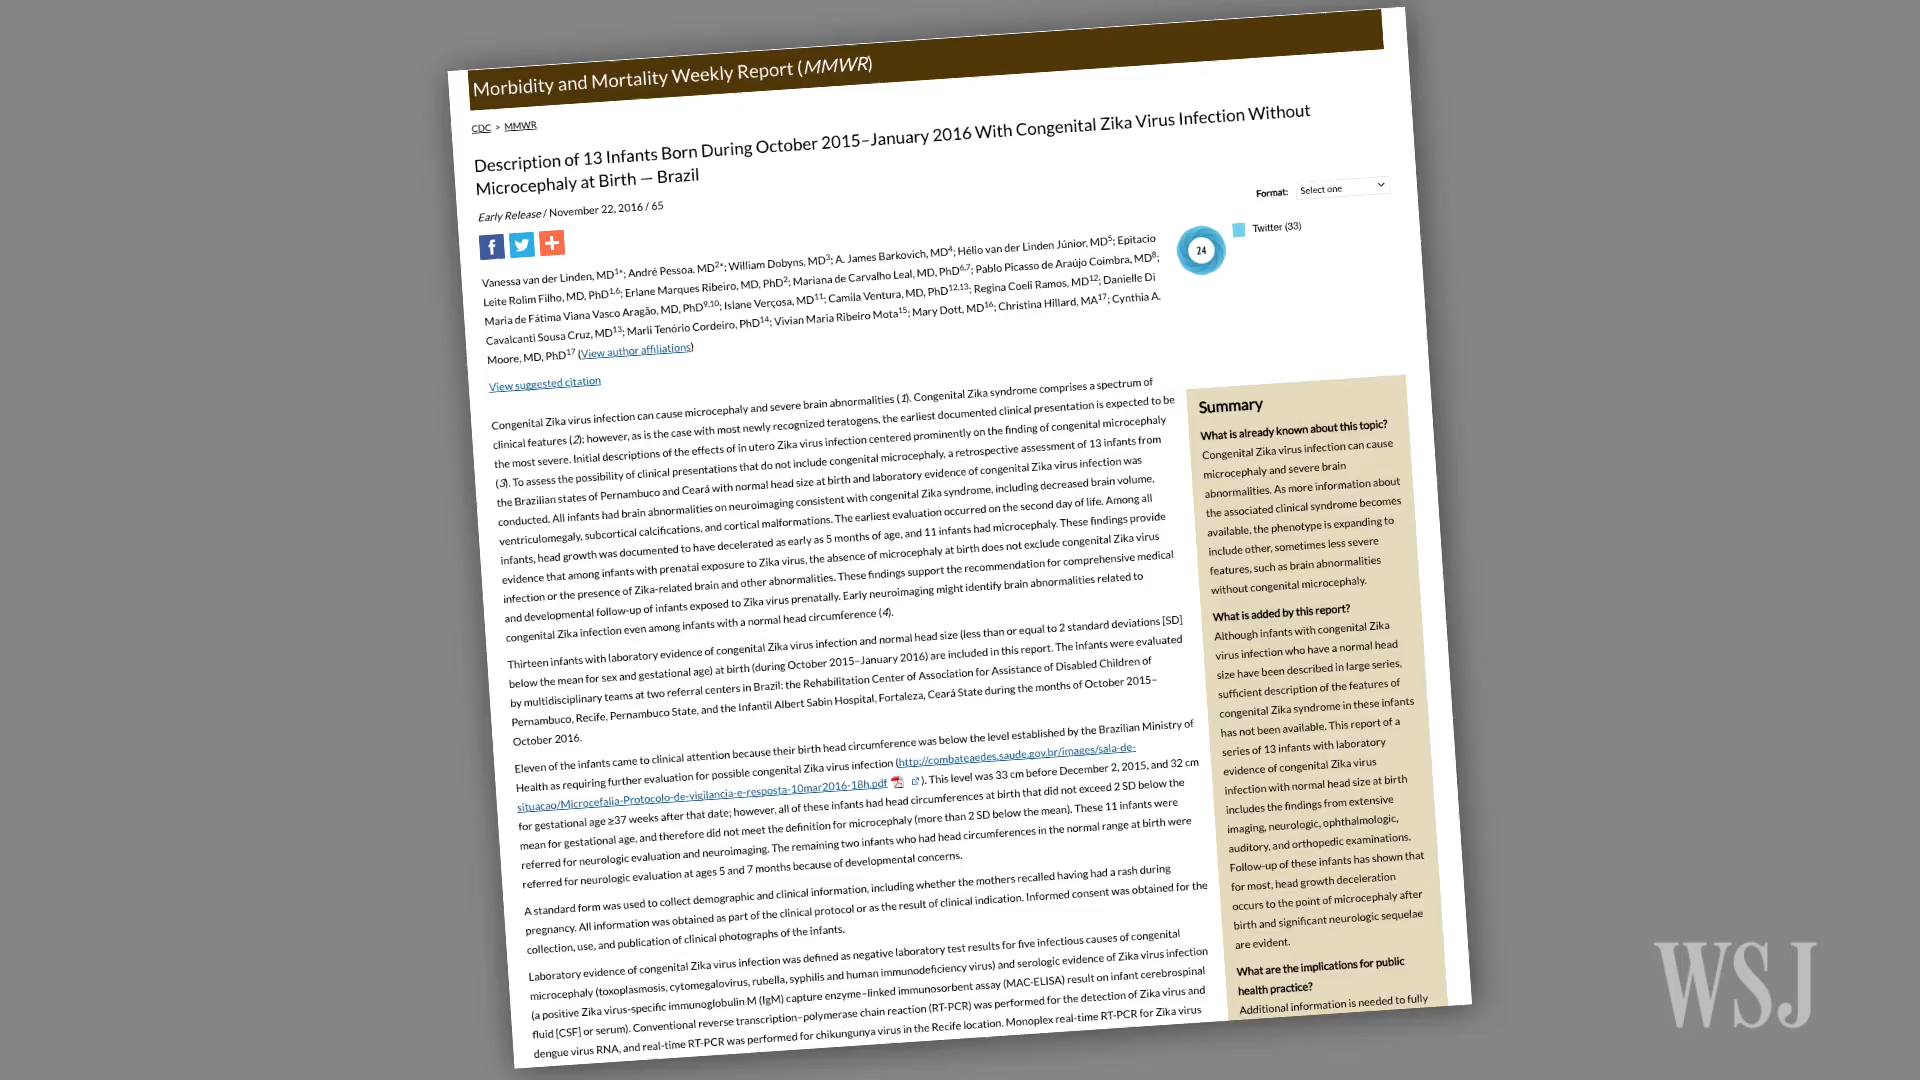 Morbidity and Mortality Weekly Report (MMWR)
CDC > MMWR
Description of 13 Infants Born During October 2015–January 2016 With Congenital Zika Virus Infection Without
Microcephaly at Birth — Brazil
Early Release / November 22, 2016 / 65
Format: Select one
Twitter (33)
24
Vanessa van der Linden, MD1*; André Pessoa, MD2*; William Dobyns, MD3; A. James Barkovich, MD4; Hélio van der Linden Júnior, MD5; Epitacio
Leite Rolim Filho, MD, PhD1,6; Erlane Marques Ribeiro, MD, PhD2; Mariana de Carvalho Leal, MD, PhD6,7; Pablo Picasso de Araújo Coimbra, MD8;
Maria de Fátima Viana Vasco Aragão, MD, PhD9,10; Islane Verçosa, MD11; Camila Ventura, MD, PhD12,13; Regina Coeli Ramos, MD12; Danielle Di
Cavalcanti Sousa Cruz, MD13; Marli Tenório Cordeiro, PhD14; Vivian Maria Ribeiro Mota15; Mary Dott, MD16; Christina Hillard, MA17; Cynthia A.
Moore, MD, PhD17 (View author affiliations)
View suggested citation
Congenital Zika virus infection can cause microcephaly and severe brain abnormalities (1). Congenital Zika syndrome comprises a spectrum of
clinical features (2); however, as is the case with most newly recognized teratogens, the earliest documented clinical presentation is expected to be
the most severe. Initial descriptions of the effects of in utero Zika virus infection centered prominently on the finding of congenital microcephaly
(3). To assess the possibility of clinical presentations that do not include congenital microcephaly, a retrospective assessment of 13 infants from
the Brazilian states of Pernambuco and Ceará with normal head size at birth and laboratory evidence of congenital Zika virus infection was
conducted. All infants had brain abnormalities on neuroimaging consistent with congenital Zika syndrome, including decreased brain volume,
ventriculomegaly, subcortical calcifications, and cortical malformations. The earliest evaluation occurred on the second day of life. Among all
infants, head growth was documented to have decelerated as early as 5 months of age, and 11 infants had microcephaly. These findings provide
evidence that among infants with prenatal exposure to Zika virus, the absence of microcephaly at birth does not exclude congenital Zika virus
infection or the presence of Zika-related brain and other abnormalities. These findings support the recommendation for comprehensive medical
and developmental follow-up of infants exposed to Zika virus prenatally. Early neuroimaging might identify brain abnormalities related to
congenital Zika infection even among infants with a normal head circumference (4).
Thirteen infants with laboratory evidence of congenital Zika virus infection and normal head size (less than or equal to 2 standard deviations [SD]
below the mean for sex and gestational age) at birth (during October 2015–January 2016) are included in this report. The infants were evaluated
by multidisciplinary teams at two referral centers in Brazil: the Rehabilitation Center of Association for Assistance of Disabled Children of
Pernambuco, Recife, Pernambuco State, and the Infantil Albert Sabin Hospital, Fortaleza, Ceará State during the months of October 2015–
October 2016.
Eleven of the infants came to clinical attention because their birth head circumference was below the level established by the Brazilian Ministry of
Health as requiring further evaluation for possible congenital Zika virus infection (http://combateaedes.saude.gov.br/images/sala-de-
situacao/Microcefalia-Protocolo-de-vigilancia-e-resposta-10mar2016-18h.pdf ). This level was 33 cm before December 2, 2015, and 32 cm
for gestational age ≥37 weeks after that date; however, all of these infants had head circumferences at birth that did not exceed 2 SD below the
mean for gestational age, and therefore did not meet the definition for microcephaly (more than 2 SD below the mean). These 11 infants were
referred for neurologic evaluation and neuroimaging. The remaining two infants who had head circumferences in the normal range at birth were
referred for neurologic evaluation at ages 5 and 7 months because of developmental concerns.
A standard form was used to collect demographic and clinical information, including whether the mothers recalled having had a rash during
pregnancy. All information was obtained as part of the clinical protocol or as the result of clinical indication. Informed consent was obtained for the
collection, use, and publication of clinical photographs of the infants.
Laboratory evidence of congenital Zika virus infection was defined as negative laboratory test results for five infectious causes of congenital
microcephaly (toxoplasmosis, cytomegalovirus, rubella, syphilis and human immunodeficiency virus) and serologic evidence of Zika virus infection
(a positive Zika virus-specific immunoglobulin M (IgM) capture enzyme–linked immunosorbent assay (MAC-ELISA) result on infant cerebrospinal
fluid [CSF] or serum). Conventional reverse transcription–polymerase chain reaction (RT-PCR) was performed for the detection of Zika virus and
dengue virus RNA, and real-time RT-PCR was performed for chikungunya virus in the Recife location. Monoplex real-time RT-PCR for Zika virus
Summary
What is already known about this topic?
Congenital Zika virus infection can cause
microcephaly and severe brain
abnormalities. As more information about
the associated clinical syndrome becomes
available, the phenotype is expanding to
include other, sometimes less severe
features, such as brain abnormalities
without congenital microcephaly.
What is added by this report?
Although infants with congenital Zika
virus infection who have a normal head
size have been described in large series,
sufficient description of the features of
congenital Zika syndrome in these infants
has not been available. This report of a
series of 13 infants with laboratory
evidence of congenital Zika virus
infection with normal head size at birth
includes the findings from extensive
imaging, neurologic, ophthalmologic,
auditory, and orthopedic examinations.
Follow-up of these infants has shown that
for most, head growth deceleration
occurs to the point of microcephaly after
birth and significant neurologic sequelae
are evident.
What are the implications for public
health practice?
Additional information is needed to fully
WSJ